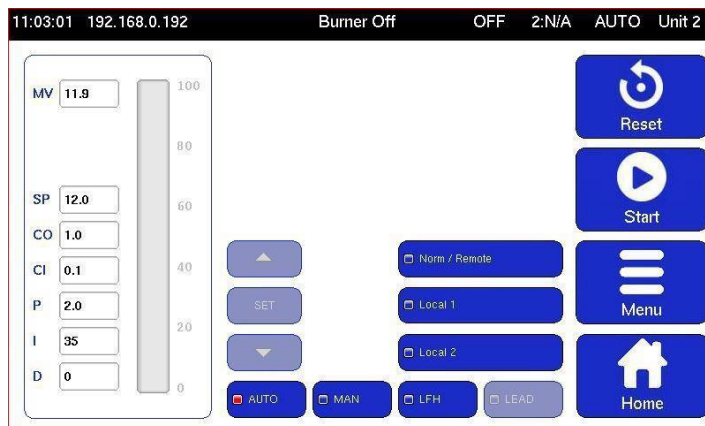 11:03:01 192.168.0.192 Burner Off OFF 2:N/A AUTO Unit 2
MV 11.9
100
80
SP 12.0
60
CO 1.0
CI 0.1
40
P 2.0
I 35
20
D 0
0
Norm / Remote
SET
Local 1
Local 2
AUTO MAN LFH LEAD
Reset
Start
Menu
Home